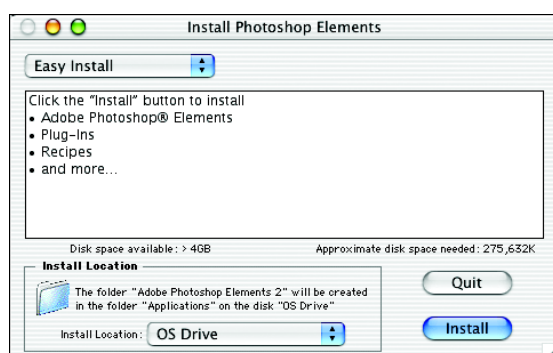 Install Photoshop Elements
Easy Install
Click the "Install" button to install
• Adobe Photoshop® Elements
• Plug-Ins
• Recipes
• and more...
Disk space available: > 4GB
Approximate disk space needed: 275,632K
Install Location
The folder "Adobe Photoshop Elements 2" will be created
in the folder "Applications" on the disk "OS Drive"
Install Location: OS Drive
Quit
Install